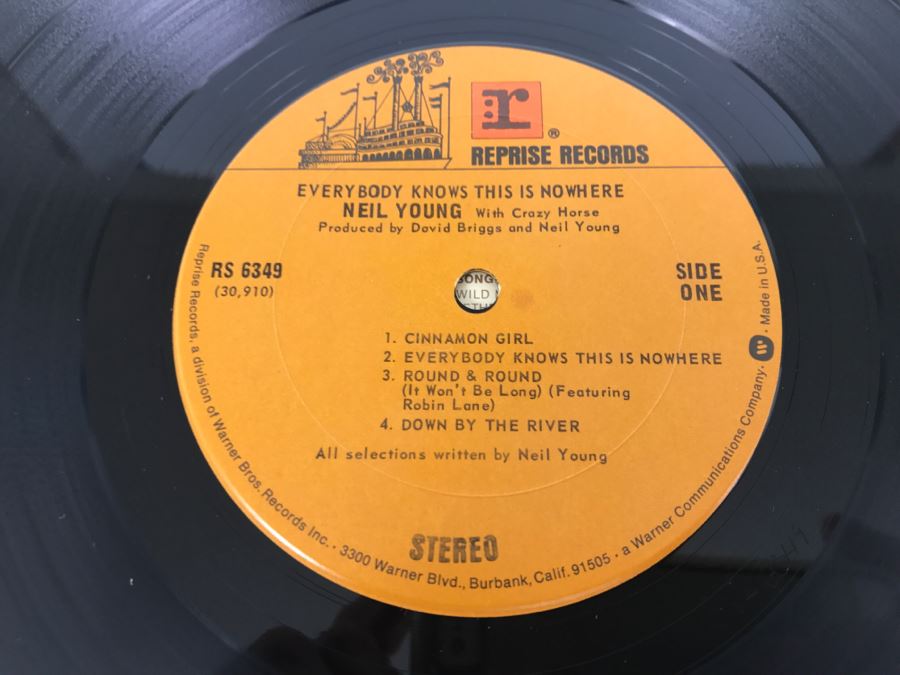 r ®
REPRISE RECORDS
EVERYBODY KNOWS THIS IS NOWHERE
NEIL YOUNG With Crazy Horse
Produced by David Briggs and Neil Young
RS 6349
(30,910)
SIDE
ONE
SONG
WILD
1. CINNAMON GIRL
2. EVERYBODY KNOWS THIS IS NOWHERE
3. ROUND & ROUND
(It Won't Be Long) (Featuring
Robin Lane)
4. DOWN BY THE RIVER
All selections written by Neil Young
STEREO
Reprise Records, a division of Warner Bros. Records Inc. · 3300 Warner Blvd., Burbank, Calif. 91505 · a Warner Communications Company. · Made in U.S.A.